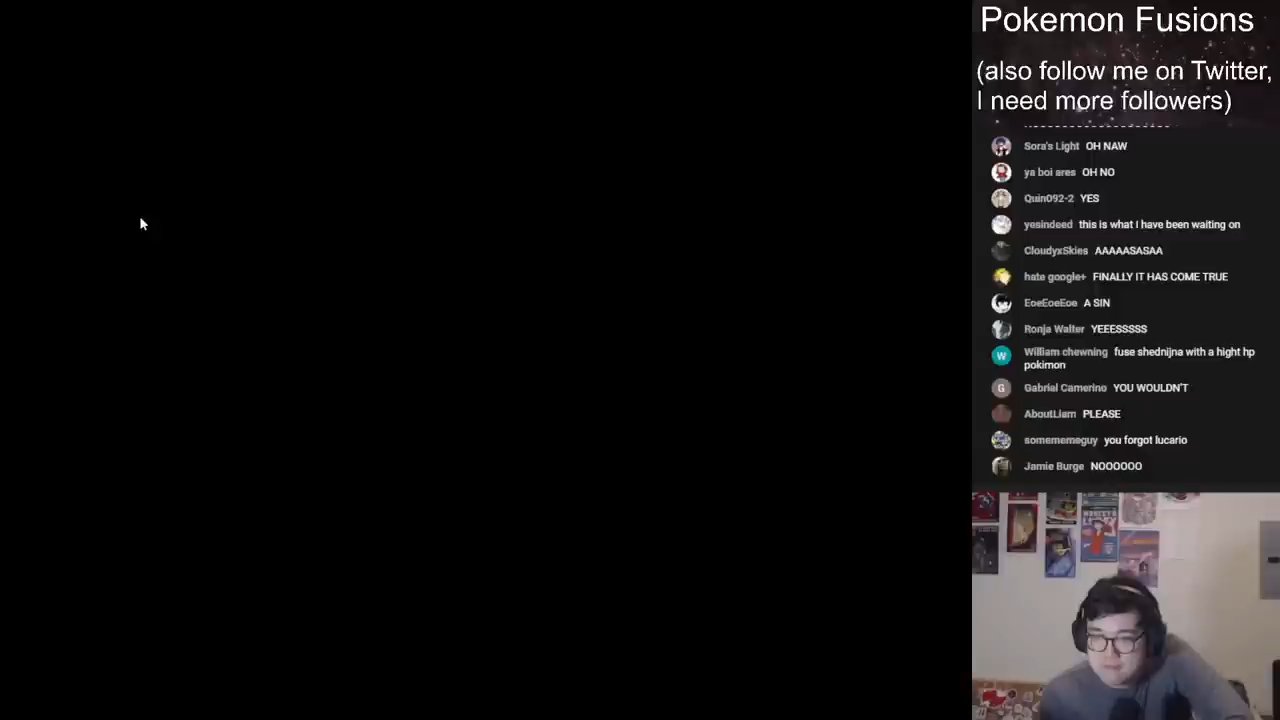 Pokemon Fusions
(also follow me on Twitter,
I need more followers)
Sora's Light OH NAW
ya boi ares OH NO
Quin092-2 YES
yesindeed this is what I have been waiting on
CloudyxSkies AAAAASASAA
hate google+ FINALLY IT HAS COME TRUE
EoeEoeEoe A SIN
Ronja Walter YEEESSSSS
W William chewning fuse shednijna with a hight hp
pokimon
G Gabriel Camerino YOU WOULDN'T
AboutLiam PLEASE
somememeguy you forgot lucario
Jamie Burge NOOOOOO